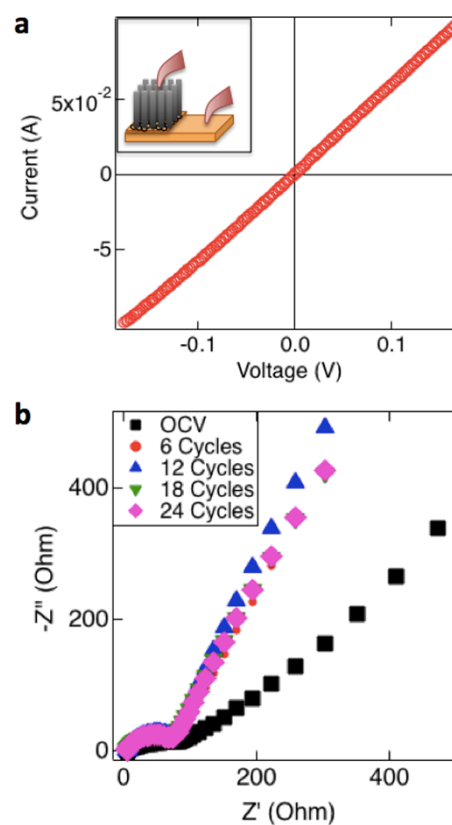 a
5x10-2
0
-5
Current (A)
-0.1
0.0
0.1
Voltage (V)
b
OCV
6 Cycles
12 Cycles
18 Cycles
24 Cycles
400
200
0
-Z" (Ohm)
0
200
400
Z' (Ohm)